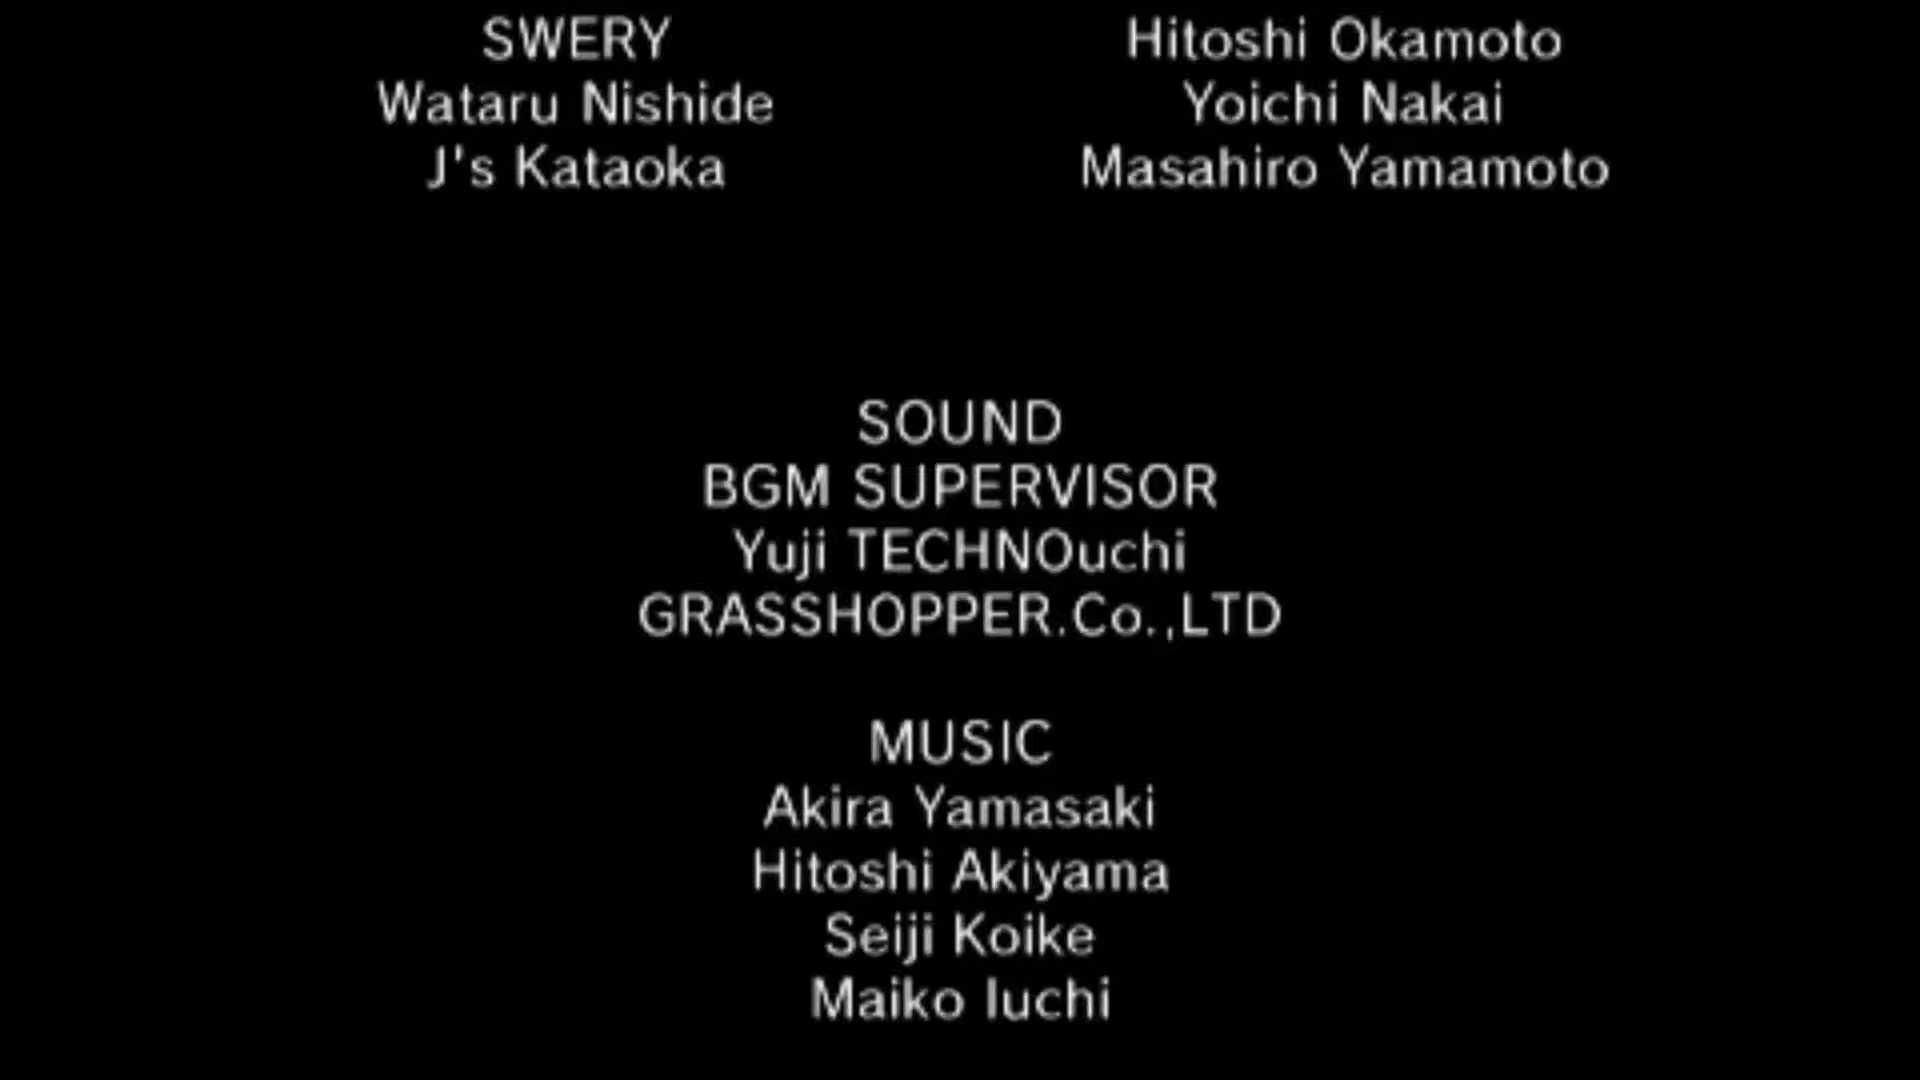 SWERY
Wataru Nishide
J's Kataoka
Hitoshi Okamoto
Yoichi Nakai
Masahiro Yamamoto
SOUND
BGM SUPERVISOR
Yuji TECHNOuchi
GRASSHOPPER.Co.,LTD
MUSIC
Akira Yamasaki
Hitoshi Akiyama
Seiji Koike
Maiko Iuchi